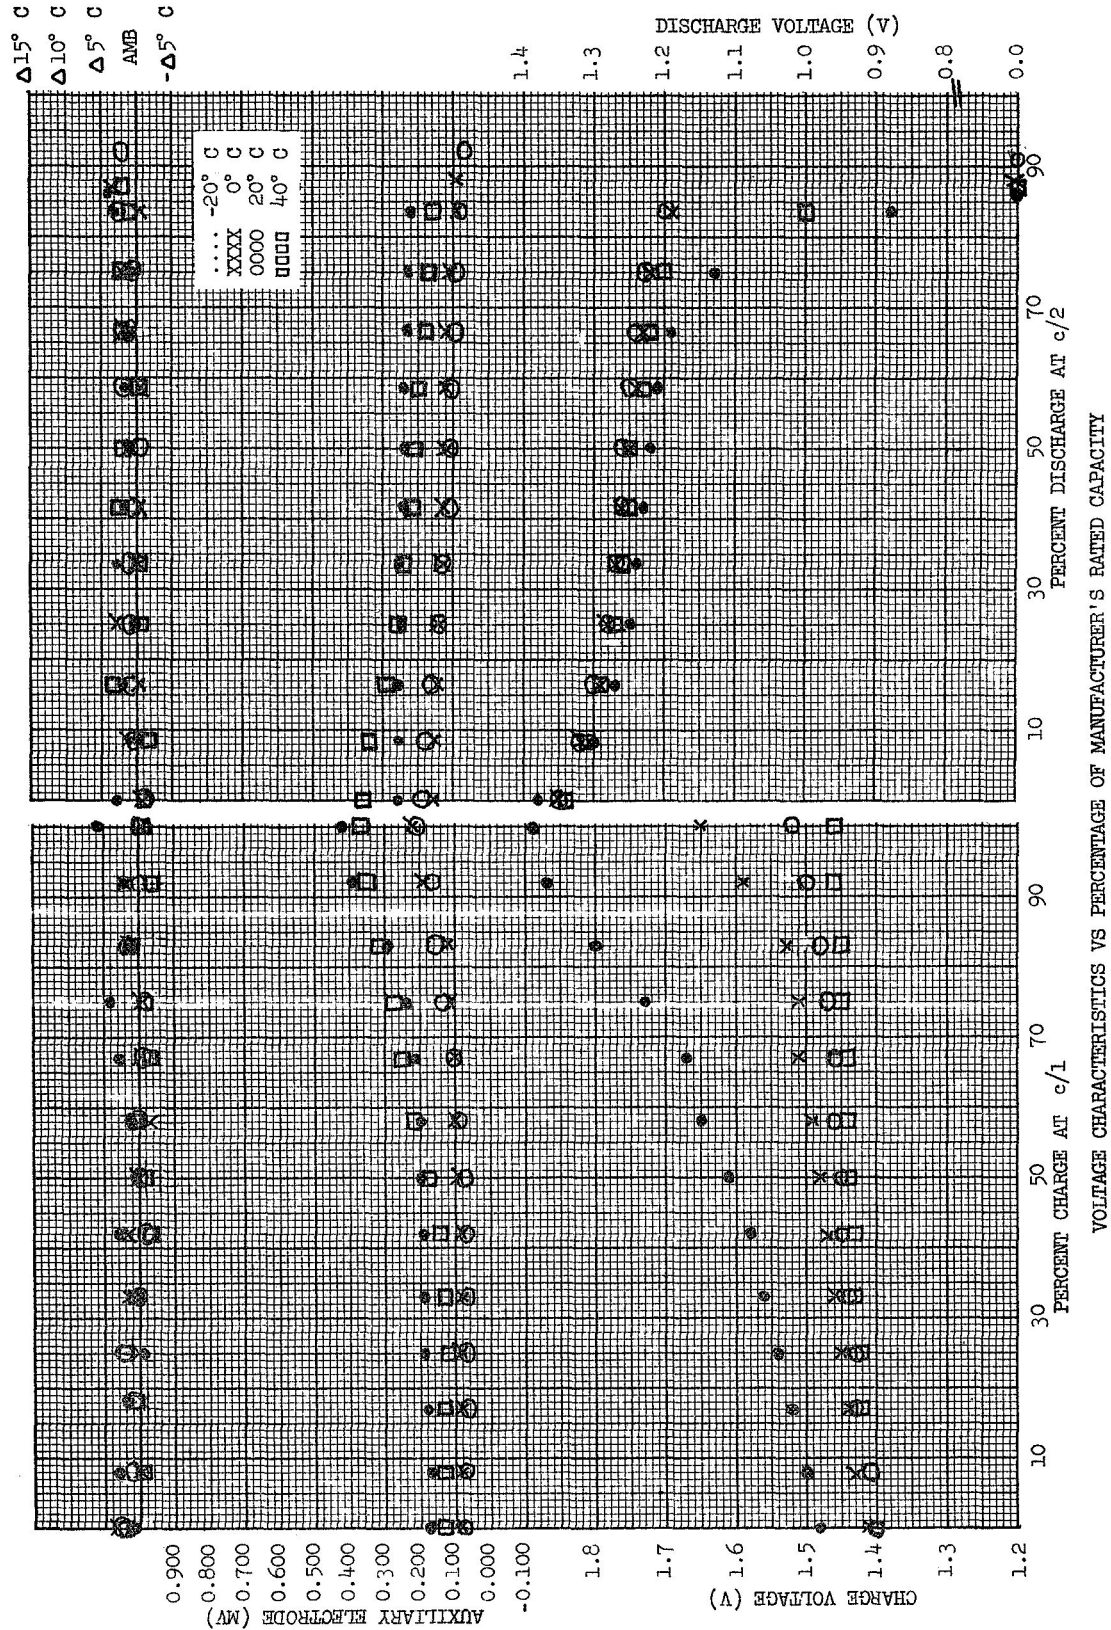 Δ15° C
Δ10° C
Δ5° C
AMB
-Δ5° C
0.900
0.800
0.700
0.600
0.500
0.400
0.300
0.200
0.100
0.000
-0.100
AUXILIARY ELECTRODE (MV)
1.8
1.7
1.6
1.5
1.4
1.3
1.2
CHARGE VOLTAGE (V)
.... -20° C
XXXX 0° C
OOOO 20° C
□□□□ 40° C
DISCHARGE VOLTAGE (V)
1.4
1.3
1.2
1.1
1.0
0.9
0.8
0.0
10 30 50 70 90
10 30 50 70 90
PERCENT CHARGE AT c/1
PERCENT DISCHARGE AT c/2
VOLTAGE CHARACTERISTICS VS PERCENTAGE OF MANUFACTURER'S RATED CAPACITY